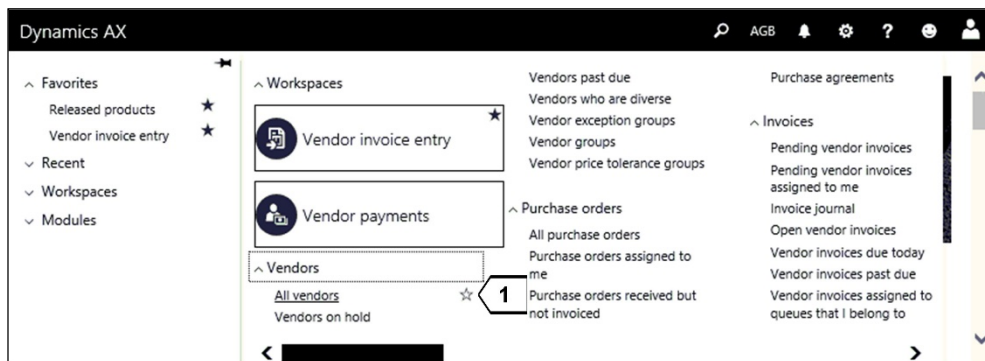 Dynamics AX
AGB
?
Favorites
Released products
Vendor invoice entry
Recent
Workspaces
Modules
Workspaces
Vendor invoice entry
Vendor payments
Vendors
All vendors
1
Vendors on hold
Vendors past due
Vendors who are diverse
Vendor exception groups
Vendor groups
Vendor price tolerance groups
Purchase orders
All purchase orders
Purchase orders assigned to
me
Purchase orders received but
not invoiced
Purchase agreements
Invoices
Pending vendor invoices
Pending vendor invoices
assigned to me
Invoice journal
Open vendor invoices
Vendor invoices due today
Vendor invoices past due
Vendor invoices assigned to
queues that I belong to